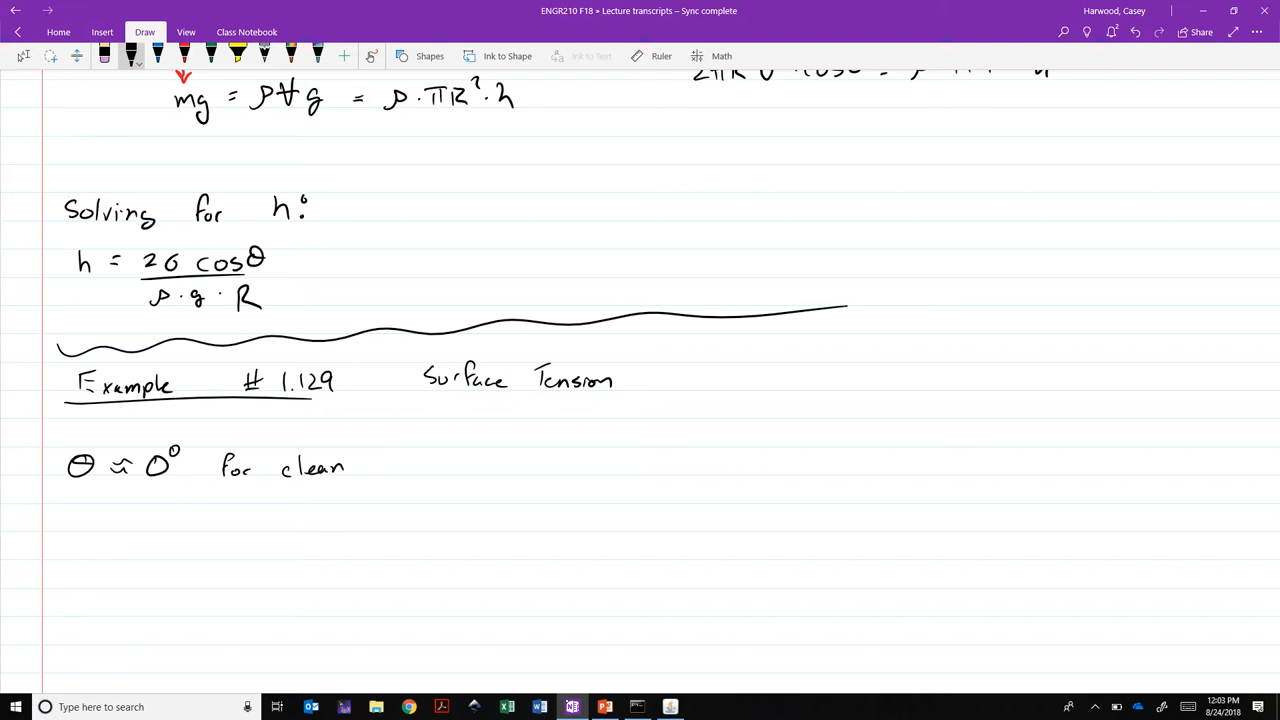 ENGR210 F18 » Lecture transcripts – Sync complete
Harwood, Casey
Home Insert Draw View Class Notebook
Share
Shapes Ink to Shape Ink to Text Ruler Math
mg = ρ∀g = ρ·πR²·h
Solving for h:
h = 2σ cosθ
ρ·g·R
Example # 1.129 Surface Tension
θ ≈ 0° for clean
Type here to search
12:03 PM
8/24/2018